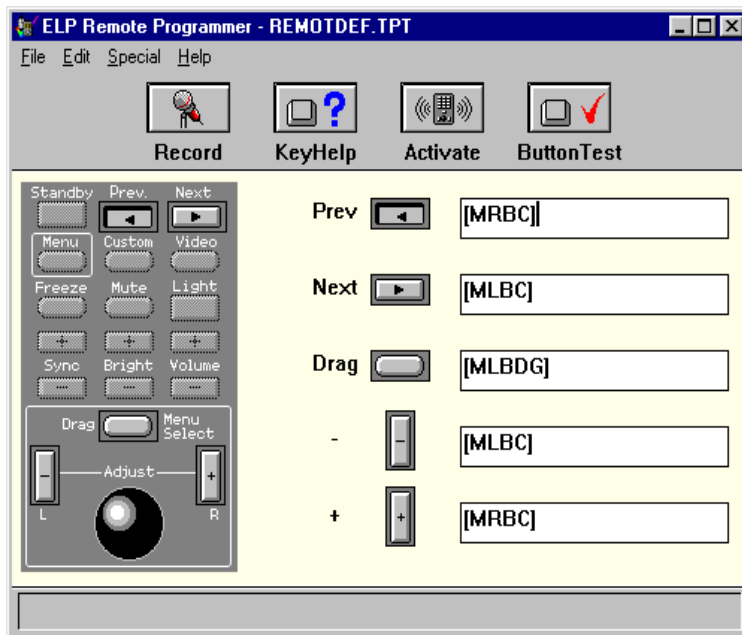 ELP Remote Programmer - REMOTDEF.TPT
File Edit Special Help
Record KeyHelp Activate ButtonTest
Standby Prev. Next
Menu Custom Video
Freeze Mute Light
Sync Bright Volume
Drag Menu Select
Adjust
L R
Prev [MRBC]
Next [MLBC]
Drag [MLBDG]
- [MLBC]
+ [MRBC]